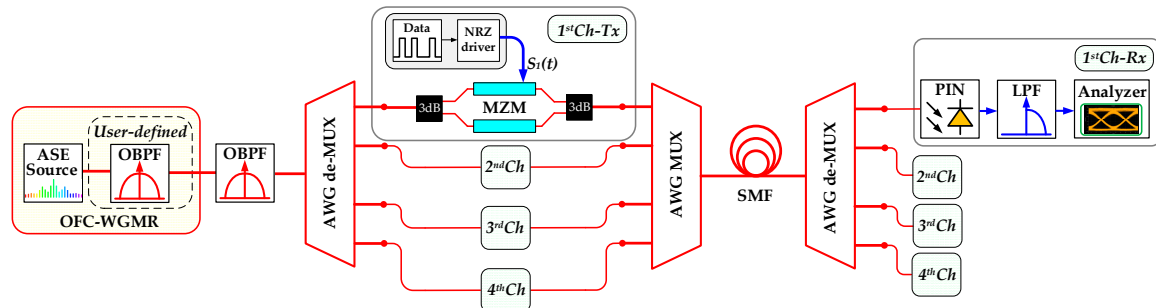 User-defined
ASE
Source
OBPF
OFC-WGMR
OBPF
AWG de-MUX
Data
NRZ
driver
S1(t)
1stCh-Tx
3dB
MZM
3dB
2ndCh
3rdCh
4thCh
AWG MUX
SMF
AWG de-MUX
1stCh-Rx
PIN
LPF
Analyzer
2ndCh
3rdCh
4thCh